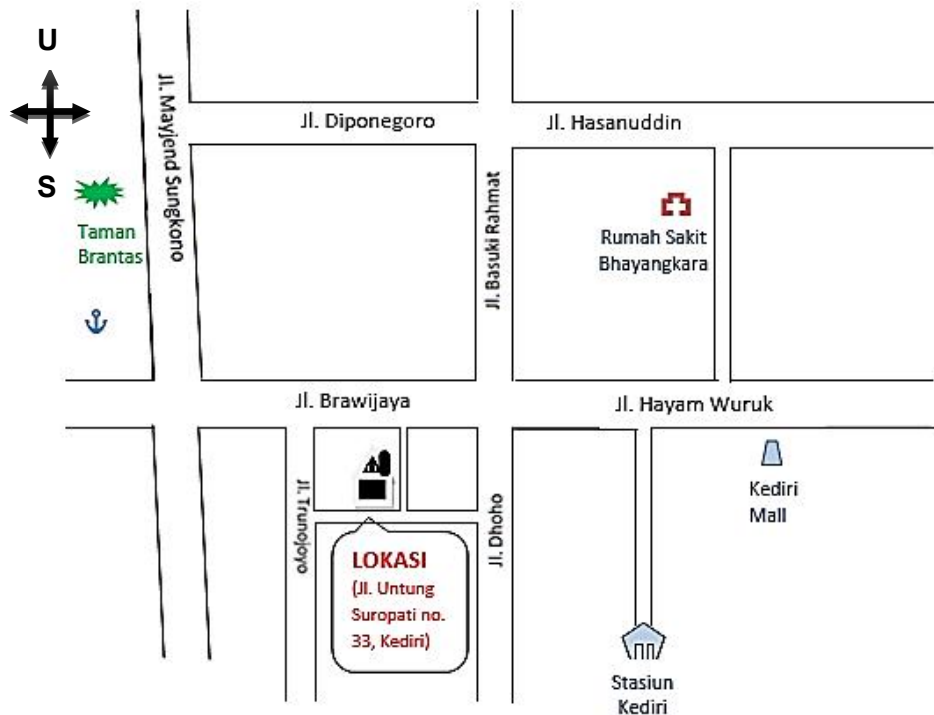 U
S
Jl. Mayjend Sungkono
Jl. Diponegoro
Jl. Hasanuddin
Taman
Brantas
Jl. Basuki Rahmat
Rumah Sakit
Bhayangkara
Jl. Brawijaya
Jl. Hayam Wuruk
Jl. Trunojoyo
LOKASI
(Jl. Untung
Suropati no.
33, Kediri)
Jl. Dhoho
Kediri
Mall
Stasiun
Kediri